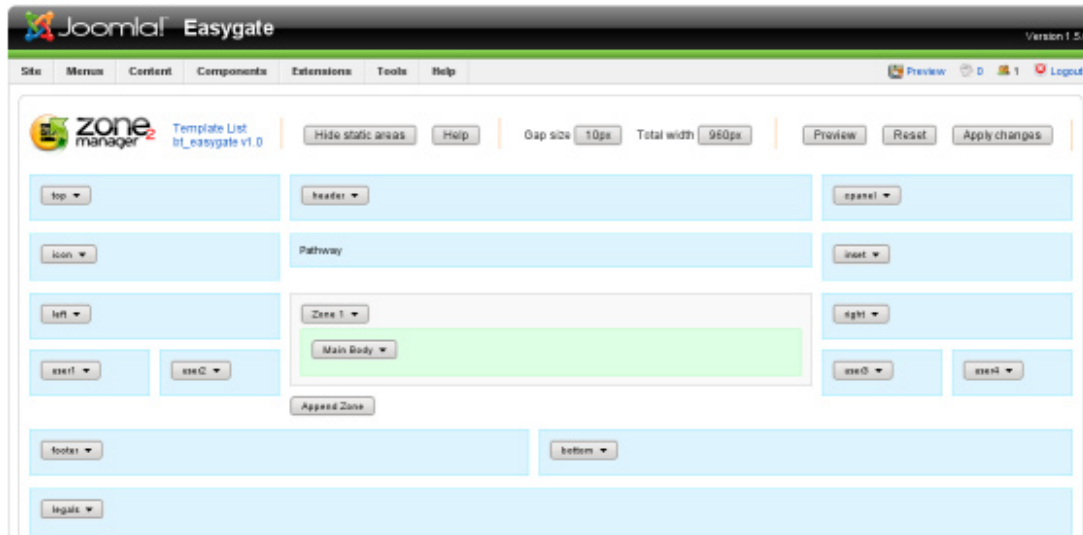 Joomla! Easygate
Version 1.5.
Site Menus Content Components Extensions Tools Help Preview 0 1 Logout
zone manager 2 Template List Hide static areas Help Gap size 10px Total width 960px Preview Reset Apply changes
bt_easygate v1.0
top header cpanel
icon Pathway inset
left Zone 1 right
Main Body
user1 user2 user3 user4
Append Zone
footer bottom
legals